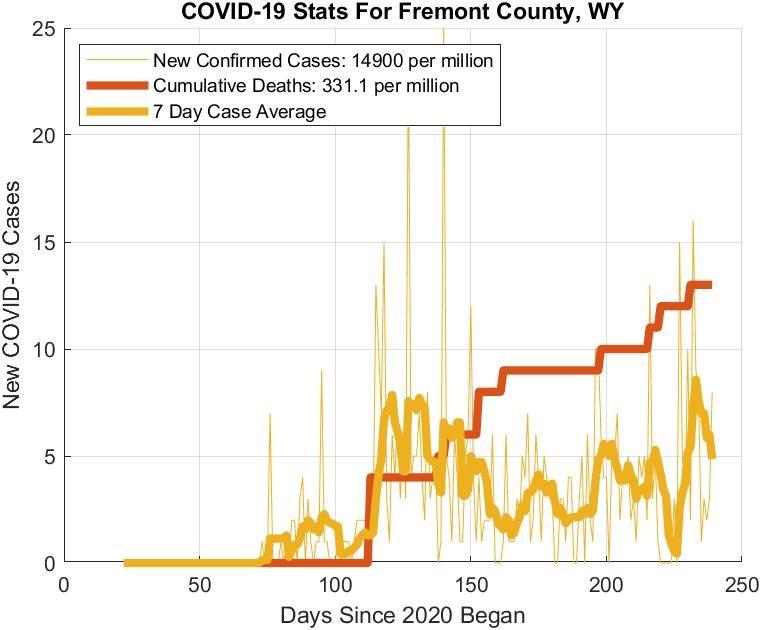 COVID-19 Stats For Fremont County, WY
New Confirmed Cases: 14900 per million
Cumulative Deaths: 331.1 per million
7 Day Case Average
New COVID-19 Cases
25
20
15
10
5
0
0 50 100 150 200 250
Days Since 2020 Began